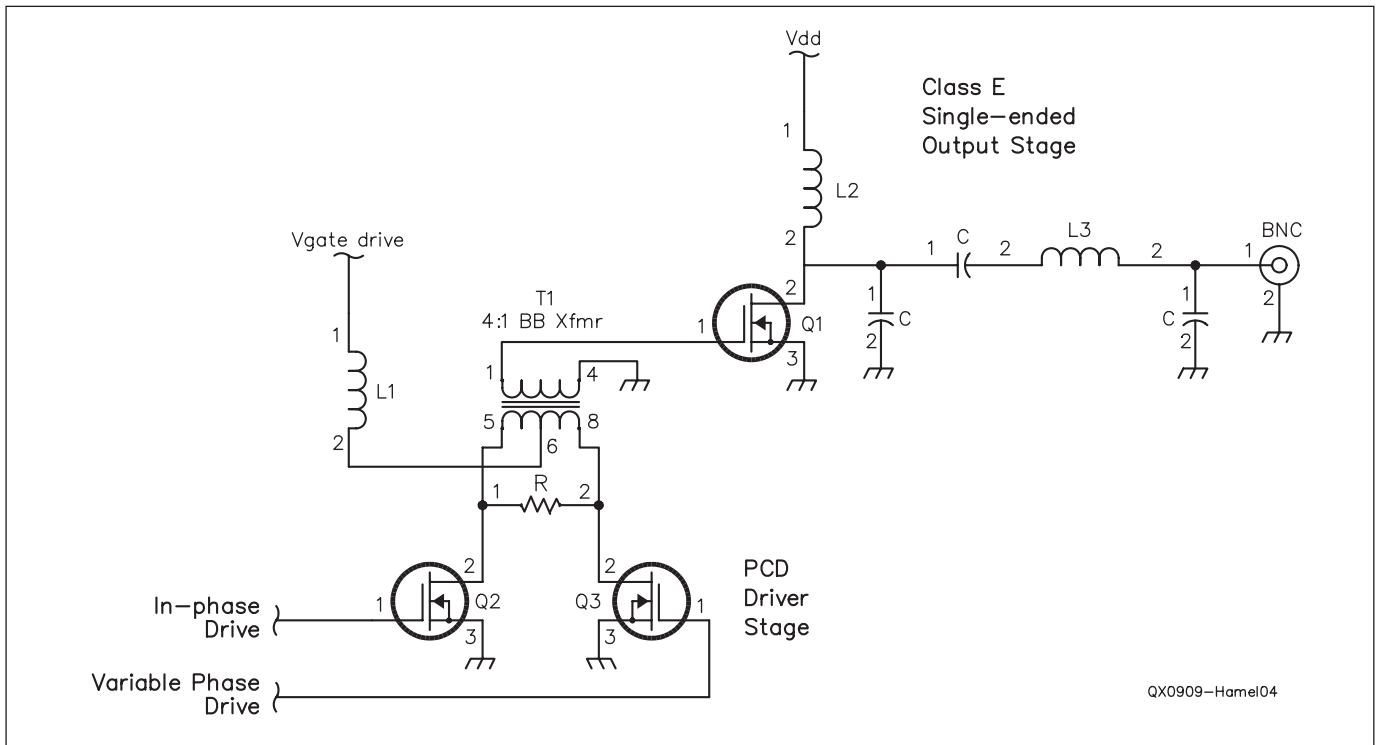 Vdd
Class E
Single-ended
Output Stage
1
L2
2
Vgate drive
1
C
2
L3
2
1
BNC
2
T1
4:1 BB Xfmr
1
2
Q1
3
1
C
2
1
C
2
1
L1
2
1
4
5
8
6
1
R
2
PCD
Driver
Stage
In-phase
Drive
1
2
Q2
3
2
Q3
1
3
Variable Phase
Drive
QX0909-Hamel04